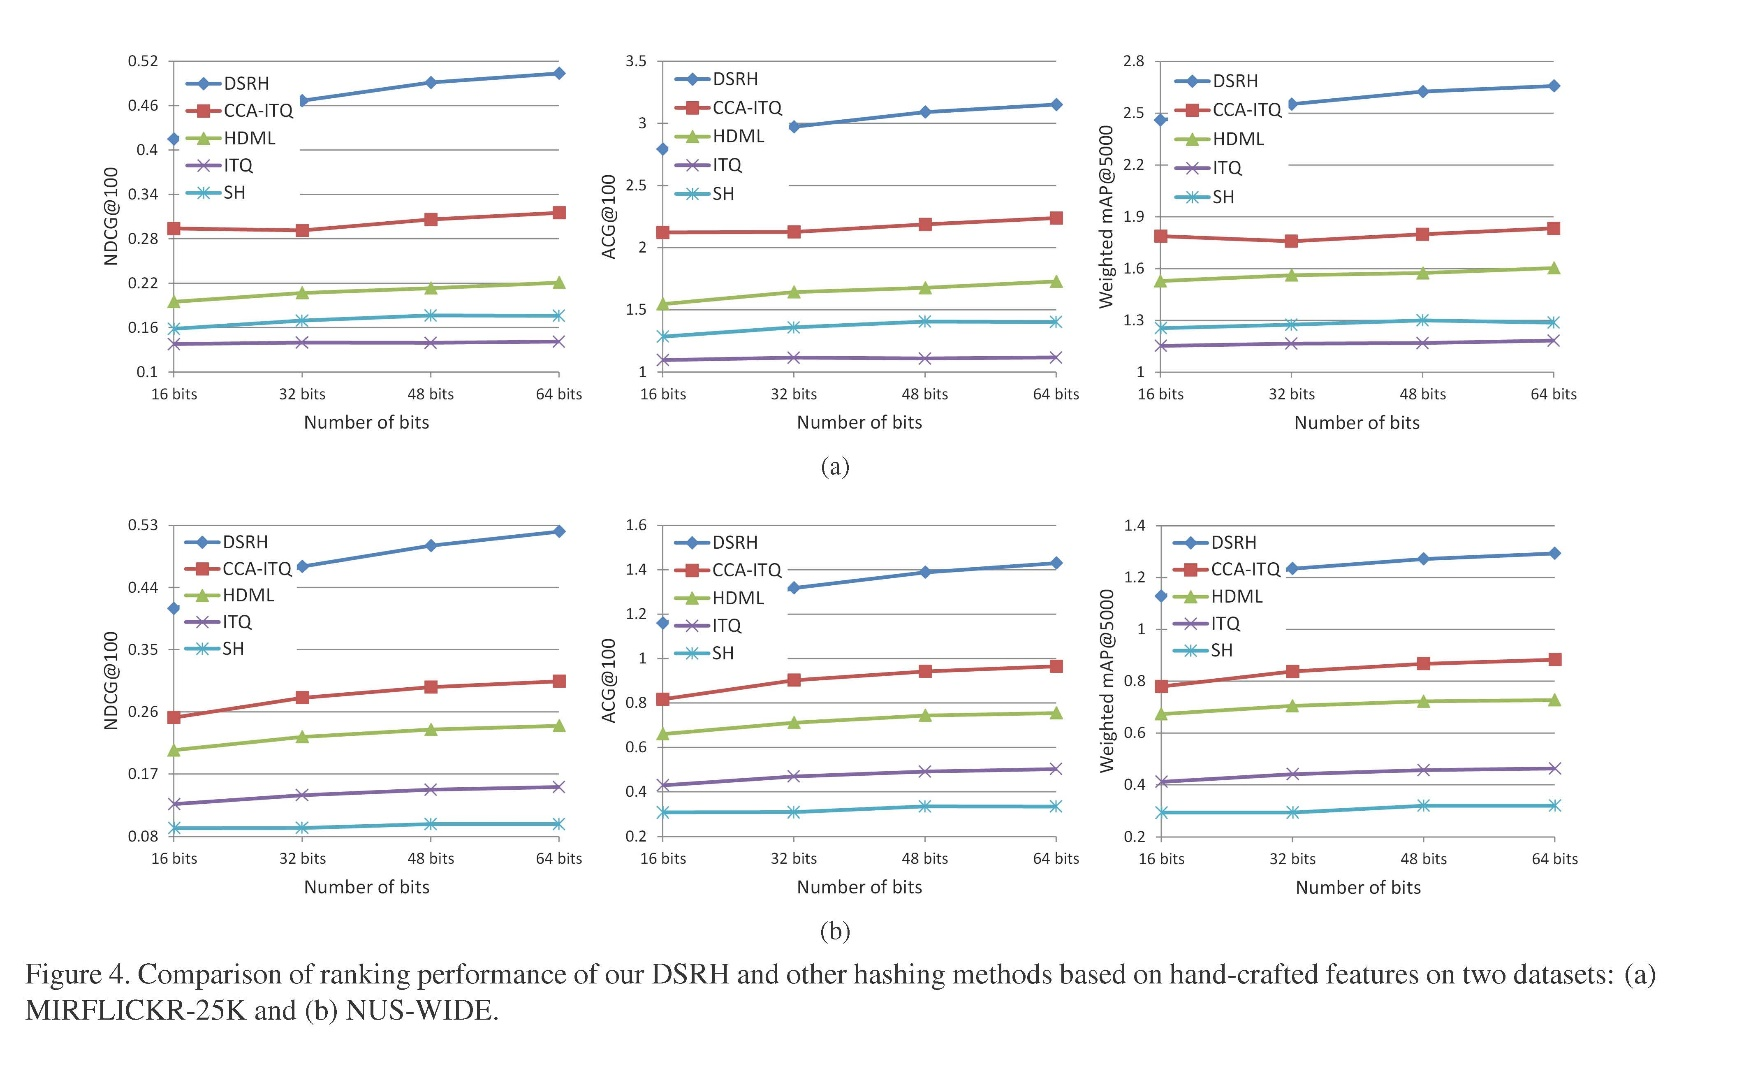 0.52
0.46
0.4
0.34
0.28
0.22
0.16
0.1
NDCG@100
DSRH
CCA-ITQ
HDML
ITQ
SH
16 bits 32 bits 48 bits 64 bits
Number of bits
3.5
3
2.5
2
1.5
1
ACG@100
DSRH
CCA-ITQ
HDML
ITQ
SH
16 bits 32 bits 48 bits 64 bits
Number of bits
2.8
2.5
2.2
1.9
1.6
1.3
1
Weighted mAP@5000
DSRH
CCA-ITQ
HDML
ITQ
SH
16 bits 32 bits 48 bits 64 bits
Number of bits
(a)
0.53
0.44
0.35
0.26
0.17
0.08
NDCG@100
DSRH
CCA-ITQ
HDML
ITQ
SH
16 bits 32 bits 48 bits 64 bits
Number of bits
1.6
1.4
1.2
1
0.8
0.6
0.4
0.2
ACG@100
DSRH
CCA-ITQ
HDML
ITQ
SH
16 bits 32 bits 48 bits 64 bits
Number of bits
1.4
1.2
1
0.8
0.6
0.4
0.2
Weighted mAP@5000
DSRH
CCA-ITQ
HDML
ITQ
SH
16 bits 32 bits 48 bits 64 bits
Number of bits
(b)
Figure 4. Comparison of ranking performance of our DSRH and other hashing methods based on hand-crafted features on two datasets: (a)
MIRFLICKR-25K and (b) NUS-WIDE.